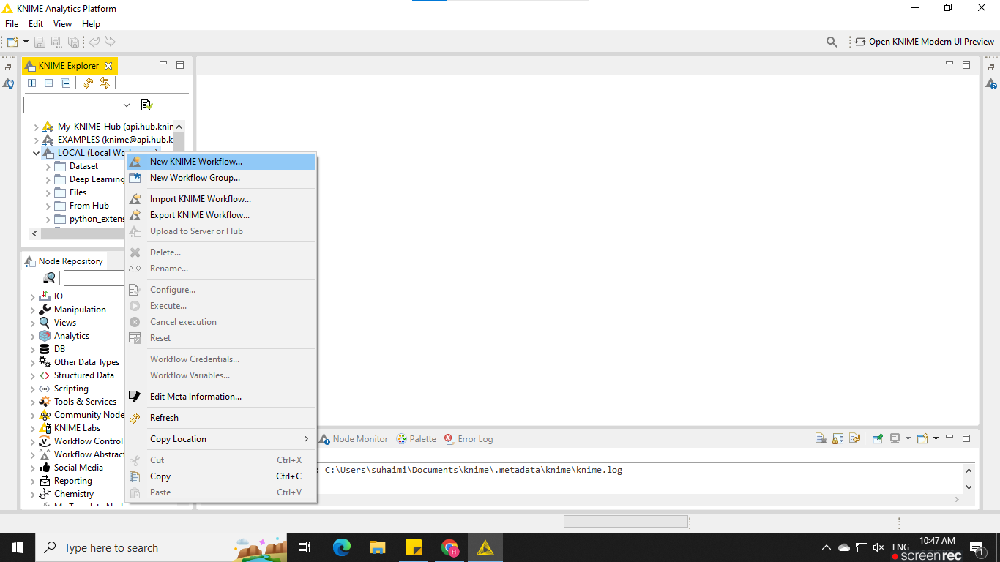 KNIME Analytics Platform
File Edit View Help
Open KNIME Modern UI Preview
KNIME Explorer
My-KNIME-Hub (api.hub.knim
EXAMPLES (knime@api.hub.k
LOCAL (Local
Dataset
Deep Learning
Files
From Hub
python_extens
New KNIME Workflow...
New Workflow Group...
Import KNIME Workflow...
Export KNIME Workflow...
Upload to Server or Hub
Delete...
Rename...
Configure...
Execute...
Cancel execution
Reset
Workflow Credentials...
Workflow Variables...
Edit Meta Information...
Refresh
Copy Location
Cut Ctrl+X
Copy Ctrl+C
Paste Ctrl+V
Node Repository
IO
Manipulation
Views
Analytics
DB
Other Data Types
Structured Data
Scripting
Tools & Services
Community Node
KNIME Labs
Workflow Control
Workflow Abstract
Social Media
Reporting
Chemistry
Node Monitor Palette Error Log
: C:\Users\suhaimi\Documents\knime\.metadata\knime\knime.log
Type here to search
H
ENG
10:47 AM
screenrec
1